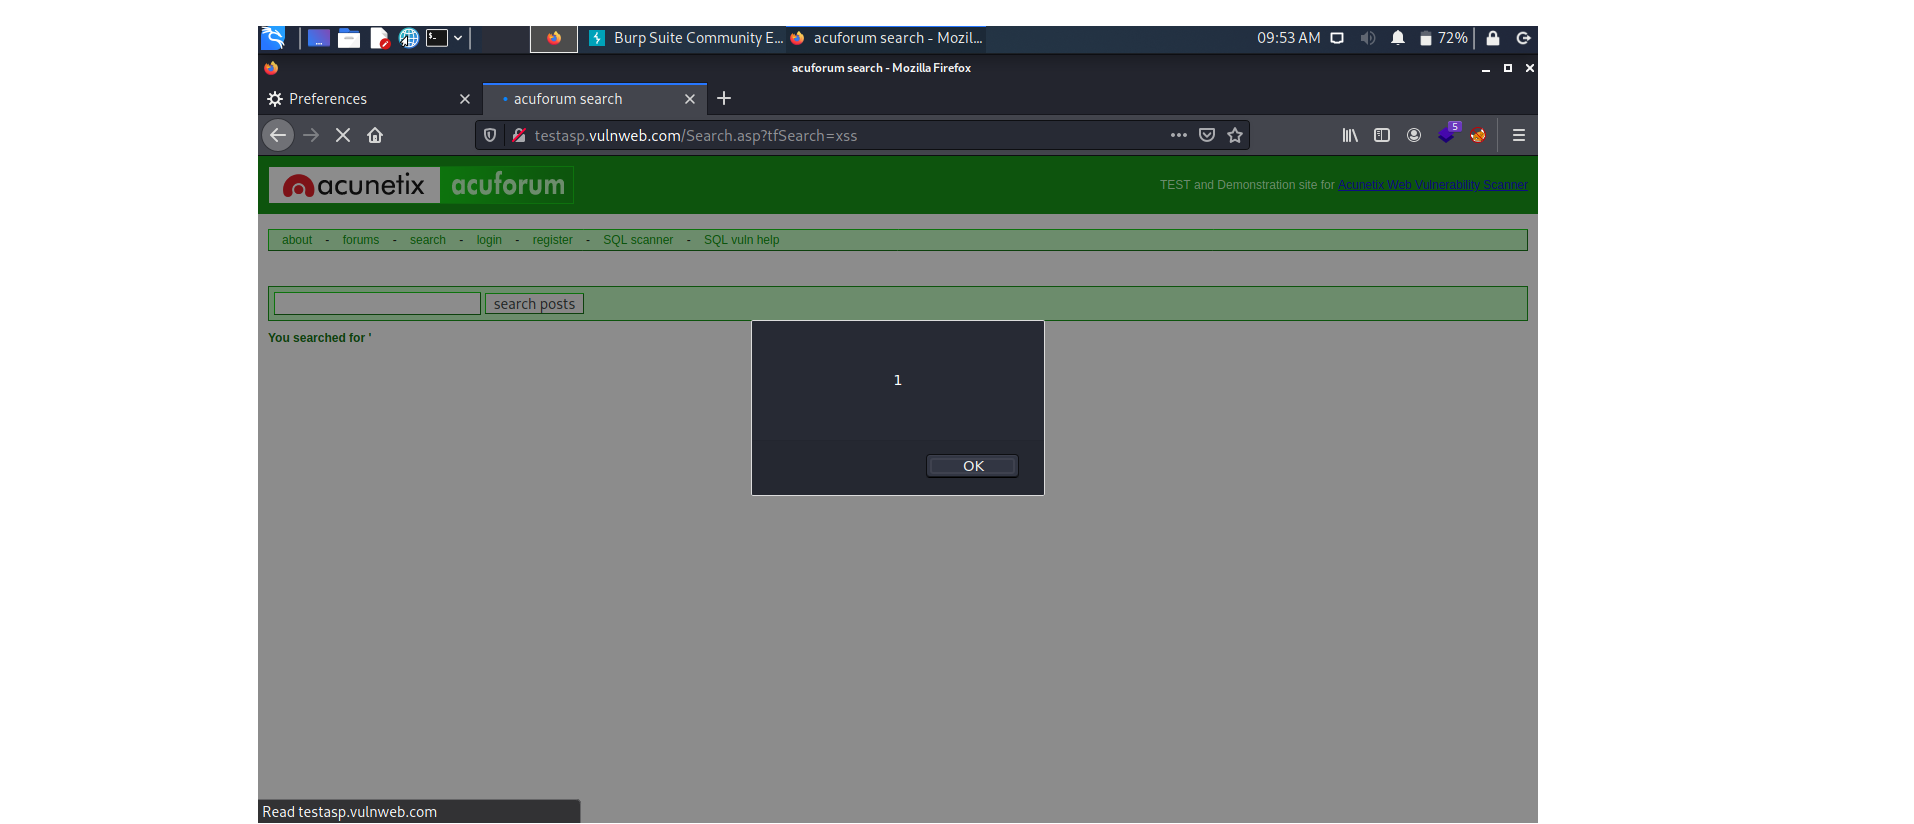 Burp Suite Community E... acuforum search - Mozil... 09:53 AM 72%
acuforum search - Mozilla Firefox
Preferences acuforum search
testasp.vulnweb.com/Search.asp?tfSearch=xss 5
acunetix acuforum TEST and Demonstration site for Acunetix Web Vulnerability Scanner
about - forums - search - login - register - SQL scanner - SQL vuln help
search posts
You searched for '
1
OK
Read testasp.vulnweb.com